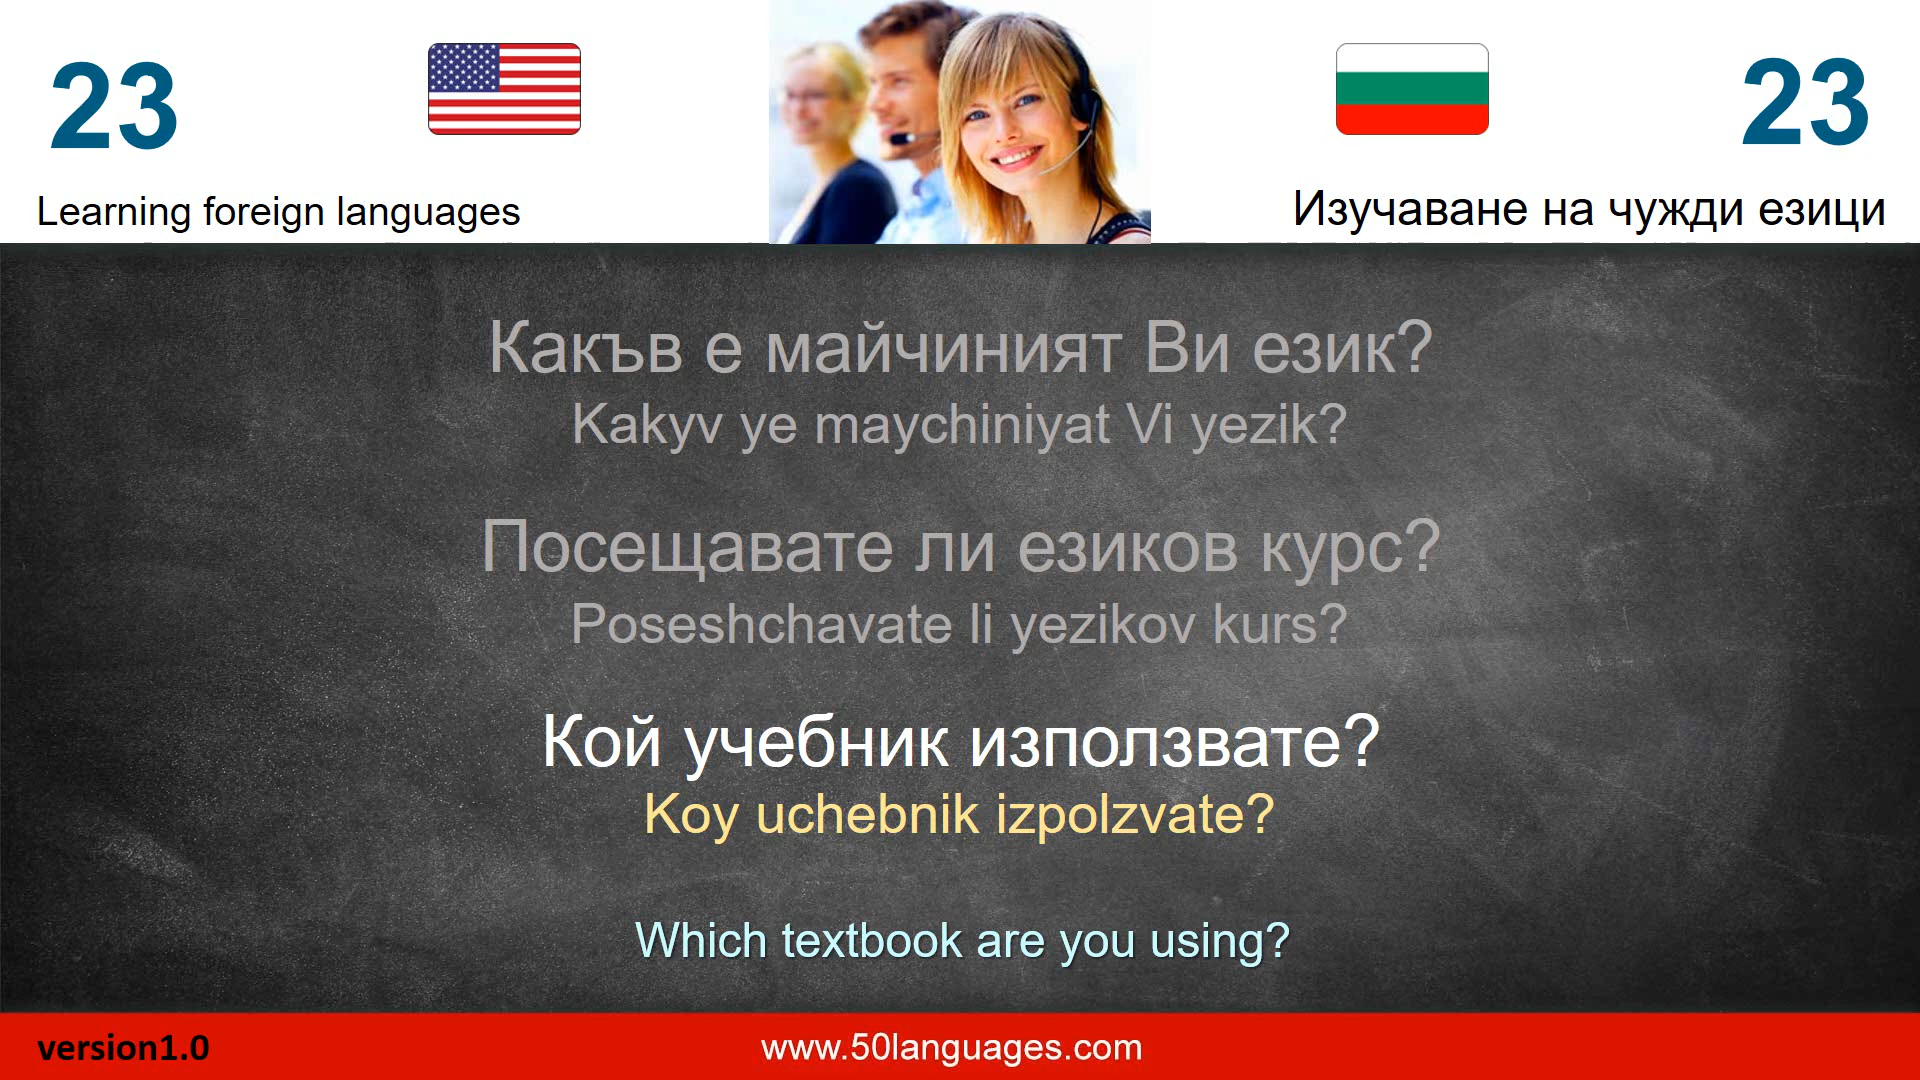 23
23
Learning foreign languages
Изучаване на чужди езици
Какъв е майчиният Ви език?
Kakyv ye maychiniyat Vi yezik?
Посещавате ли езиков курс?
Poseshchavate li yezikov kurs?
Кой учебник използвате?
Koy uchebnik izpolzvate?
Which textbook are you using?
version1.0
www.50languages.com